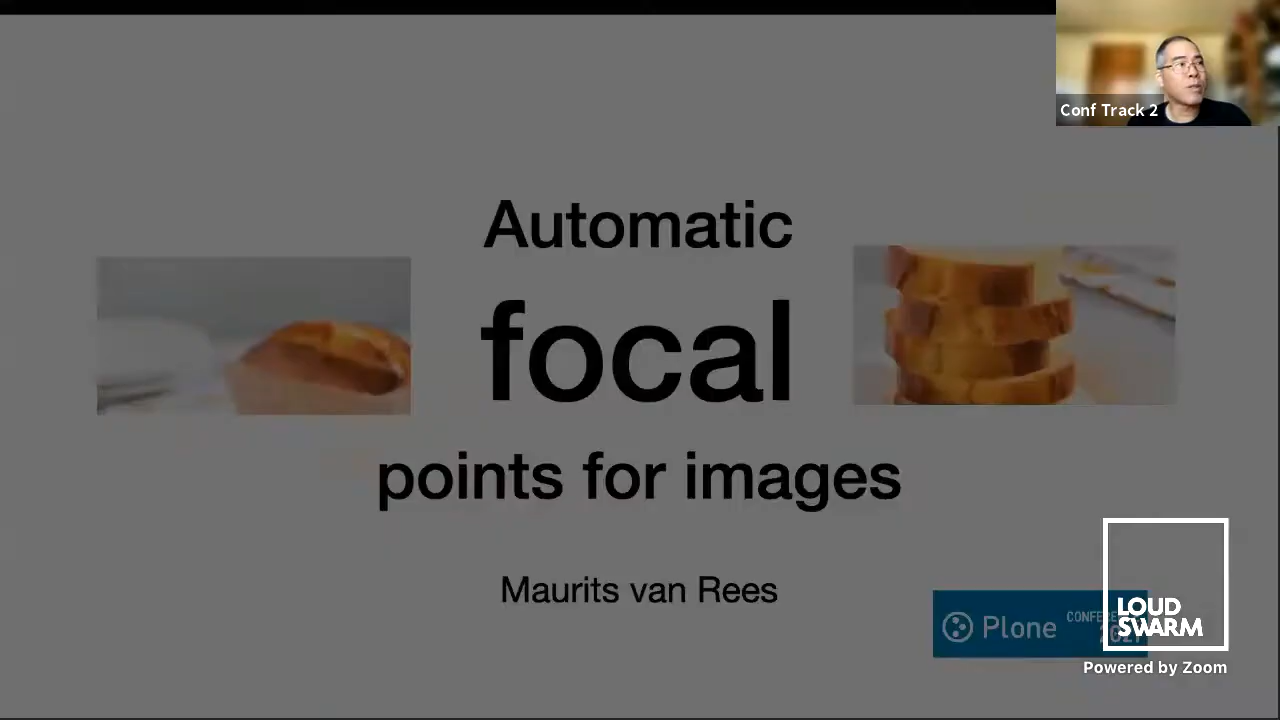 Conf Track 2
Automatic
focal
points for images
Maurits van Rees
Plone
LOUD
SWARM
Powered by Zoom